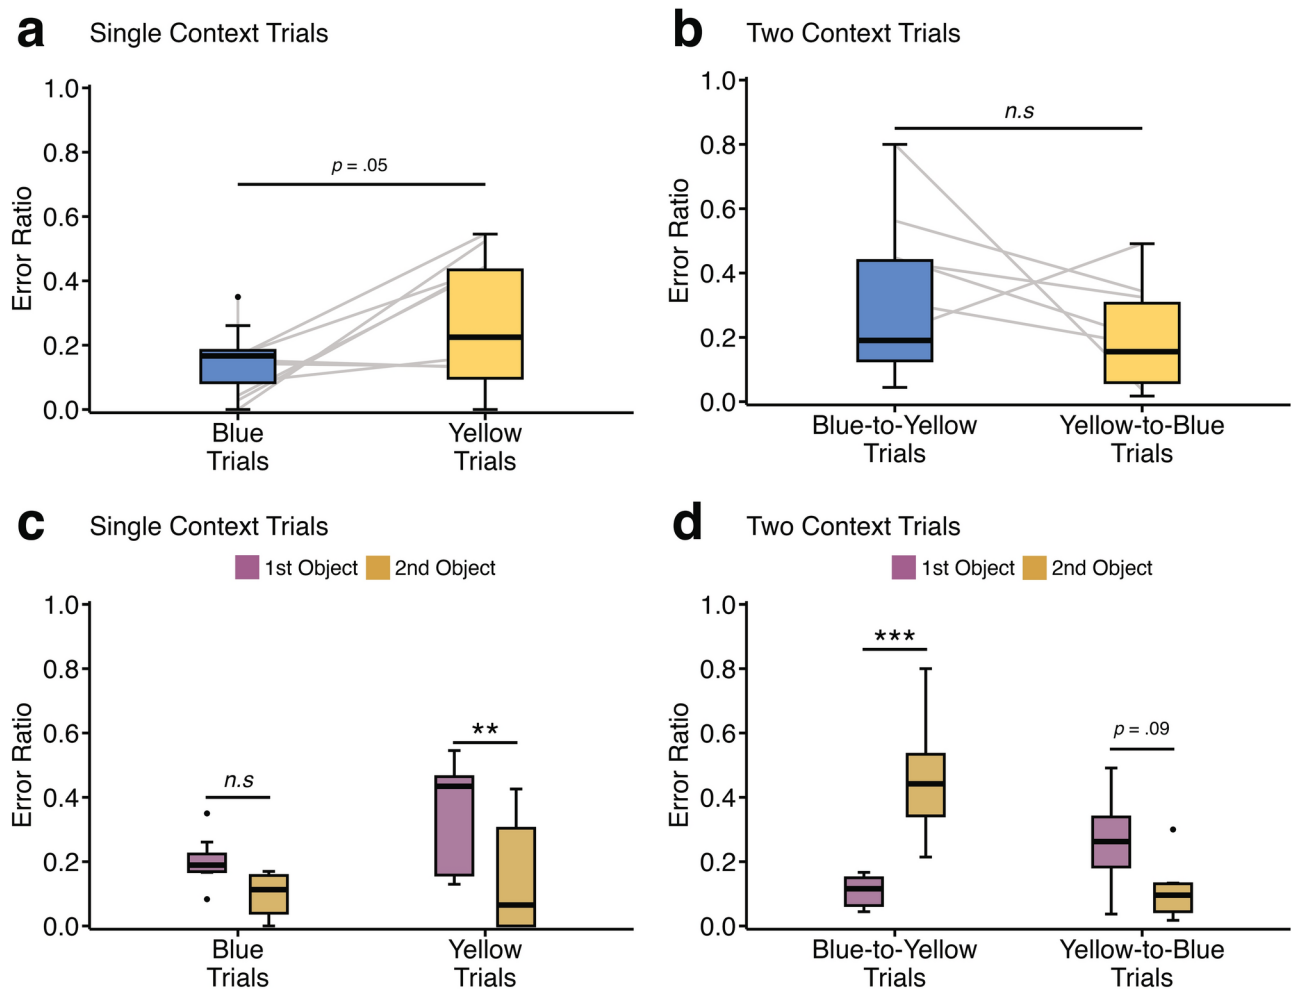 a Single Context Trials
1.0
0.8
0.6
0.4
0.2
0.0
Error Ratio
p = .05
Blue
Trials
Yellow
Trials
b Two Context Trials
1.0
0.8
0.6
0.4
0.2
0.0
Error Ratio
n.s
Blue-to-Yellow
Trials
Yellow-to-Blue
Trials
c Single Context Trials
1st Object 2nd Object
1.0
0.8
0.6
0.4
0.2
0.0
Error Ratio
n.s
**
Blue
Trials
Yellow
Trials
d Two Context Trials
1st Object 2nd Object
1.0
0.8
0.6
0.4
0.2
0.0
Error Ratio
***
p = .09
Blue-to-Yellow
Trials
Yellow-to-Blue
Trials